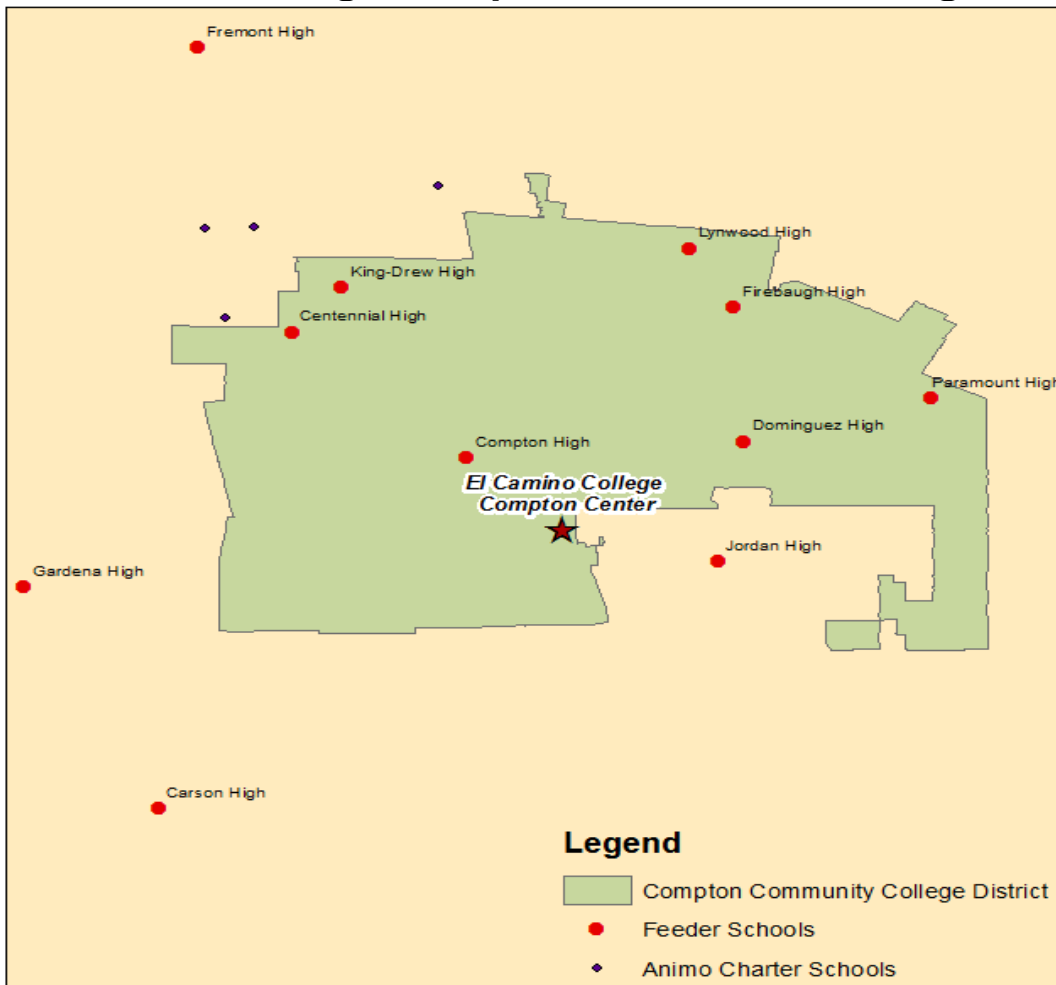 Fremont High
Lynwood High
King-Drew High
Firebaugh High
Centennial High
Paramount High
Dominguez High
Compton High
El Camino College
Compton Center
Jordan High
Gardena High
Carson High
Legend
Compton Community College District
Feeder Schools
Animo Charter Schools